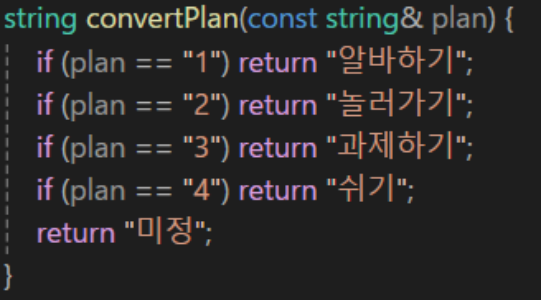 string convertPlan(const string& plan) {
if (plan == "1") return "알바하기";
if (plan == "2") return "놀러가기";
if (plan == "3") return "과제하기";
if (plan == "4") return "쉬기";
return "미정";
}